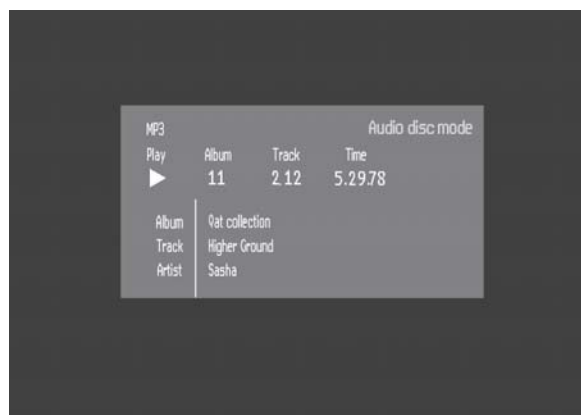 MP3 Audio disc mode
Play Album Track Time
11 2 12 5.29.78
Album Qat collection
Track Higher Ground
Artist Sasha